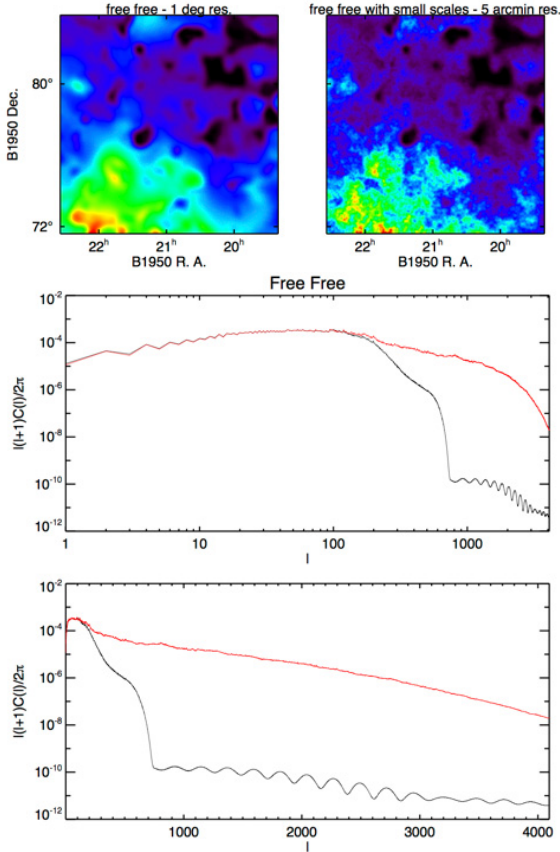 free free - 1 deg res.
free free with small scales - 5 arcmin res.
80°
B1950 Dec.
72°
22h 21h 20h
22h 21h 20h
B1950 R. A.
B1950 R. A.
Free Free
10-2
10-4
10-6
10-8
10-10
10-12
l(l+1)C(l)/2π
1 10 100 1000
l
10-2
10-4
10-6
10-8
10-10
10-12
l(l+1)C(l)/2π
1000 2000 3000 4000
l